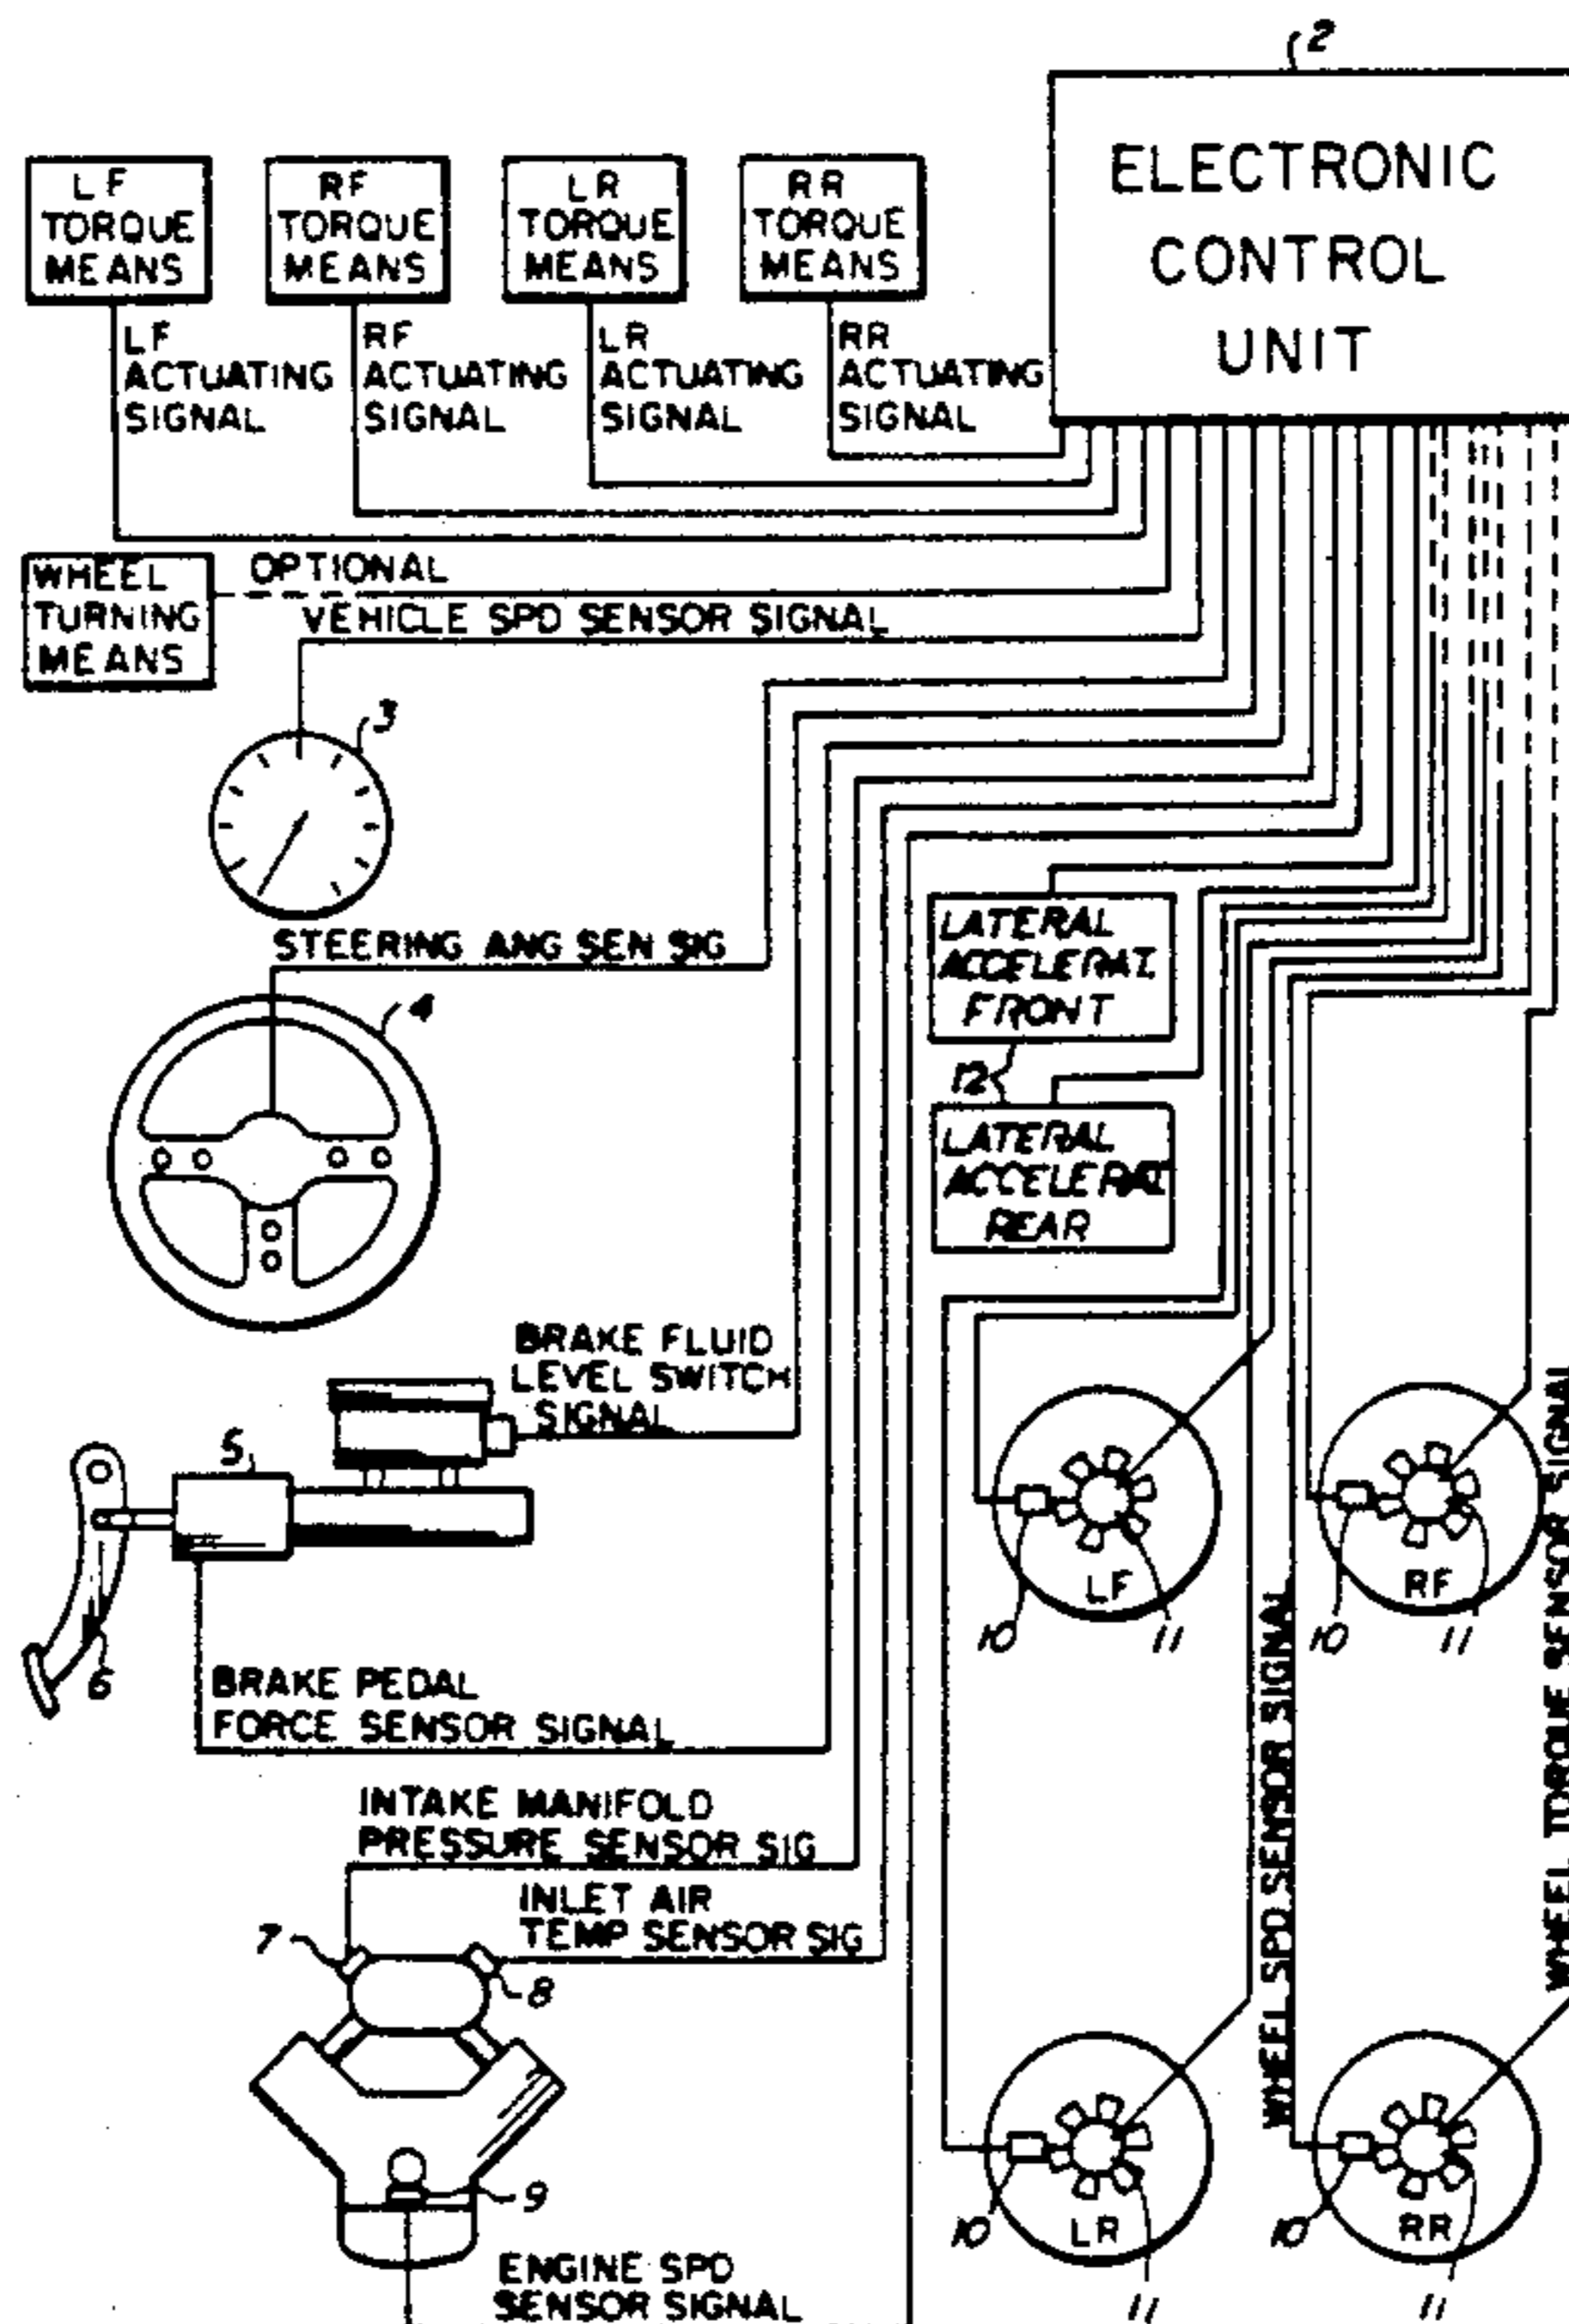 2
ELECTRONIC
CONTROL
UNIT
LF
TORQUE
MEANS
RF
TORQUE
MEANS
LR
TORQUE
MEANS
RR
TORQUE
MEANS
LF
ACTUATING
SIGNAL
RF
ACTUATING
SIGNAL
LR
ACTUATING
SIGNAL
RR
ACTUATING
SIGNAL
WHEEL
TURNING
MEANS
OPTIONAL
VEHICLE SPD SENSOR SIGNAL
3
STEERING ANG SEN SIG
4
LATERAL
ACCELERAT.
FRONT
12
LATERAL
ACCELERAT
REAR
BRAKE FLUID
LEVEL SWITCH
SIGNAL
5
6
BRAKE PEDAL
FORCE SENSOR SIGNAL
INTAKE MANIFOLD
PRESSURE SENSOR SIG
INLET AIR
TEMP SENSOR SIG
7
8
9
ENGINE SPD
SENSOR SIGNAL
LF
10
11
RF
10
11
WHEEL SPD SENSOR SIGNAL
WHEEL TORQUE SENSOR SIGNAL
LR
10
11
RR
10
11